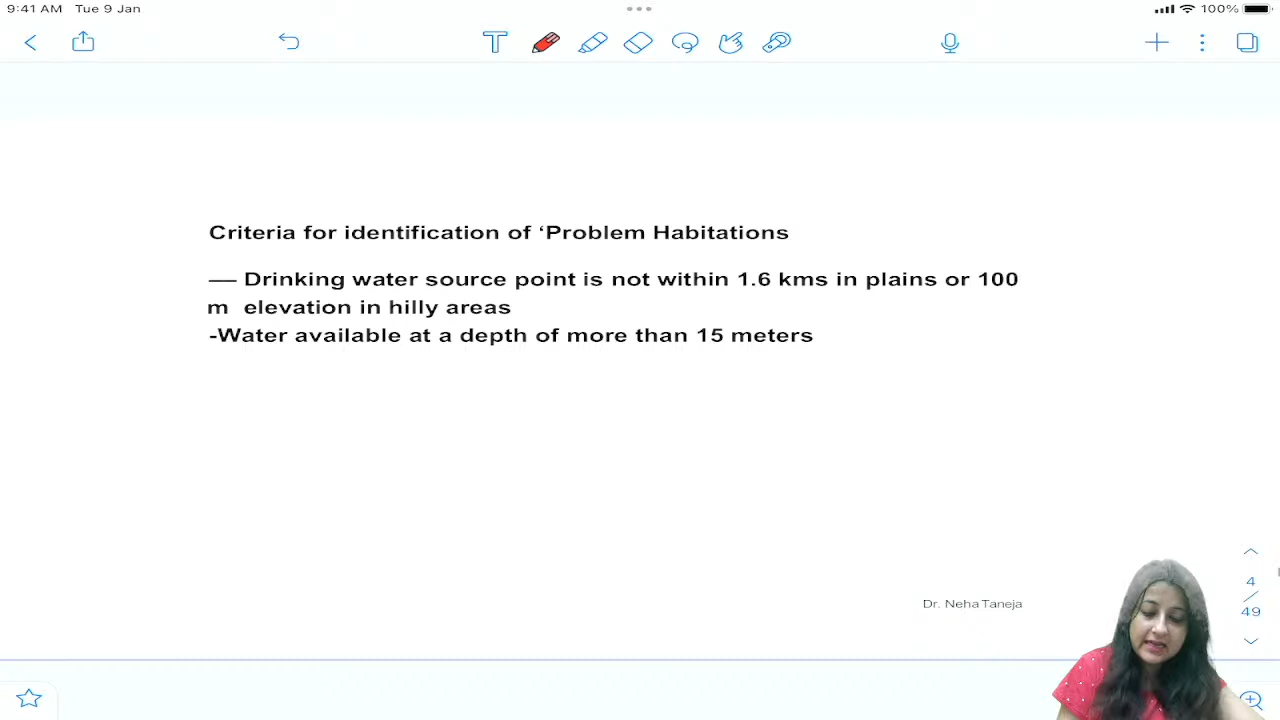 9:41 AM Tue 9 Jan
100%
T
Criteria for identification of ‘Problem Habitations
— Drinking water source point is not within 1.6 kms in plains or 100
m elevation in hilly areas
-Water available at a depth of more than 15 meters
Dr. Neha Taneja
4
/
49